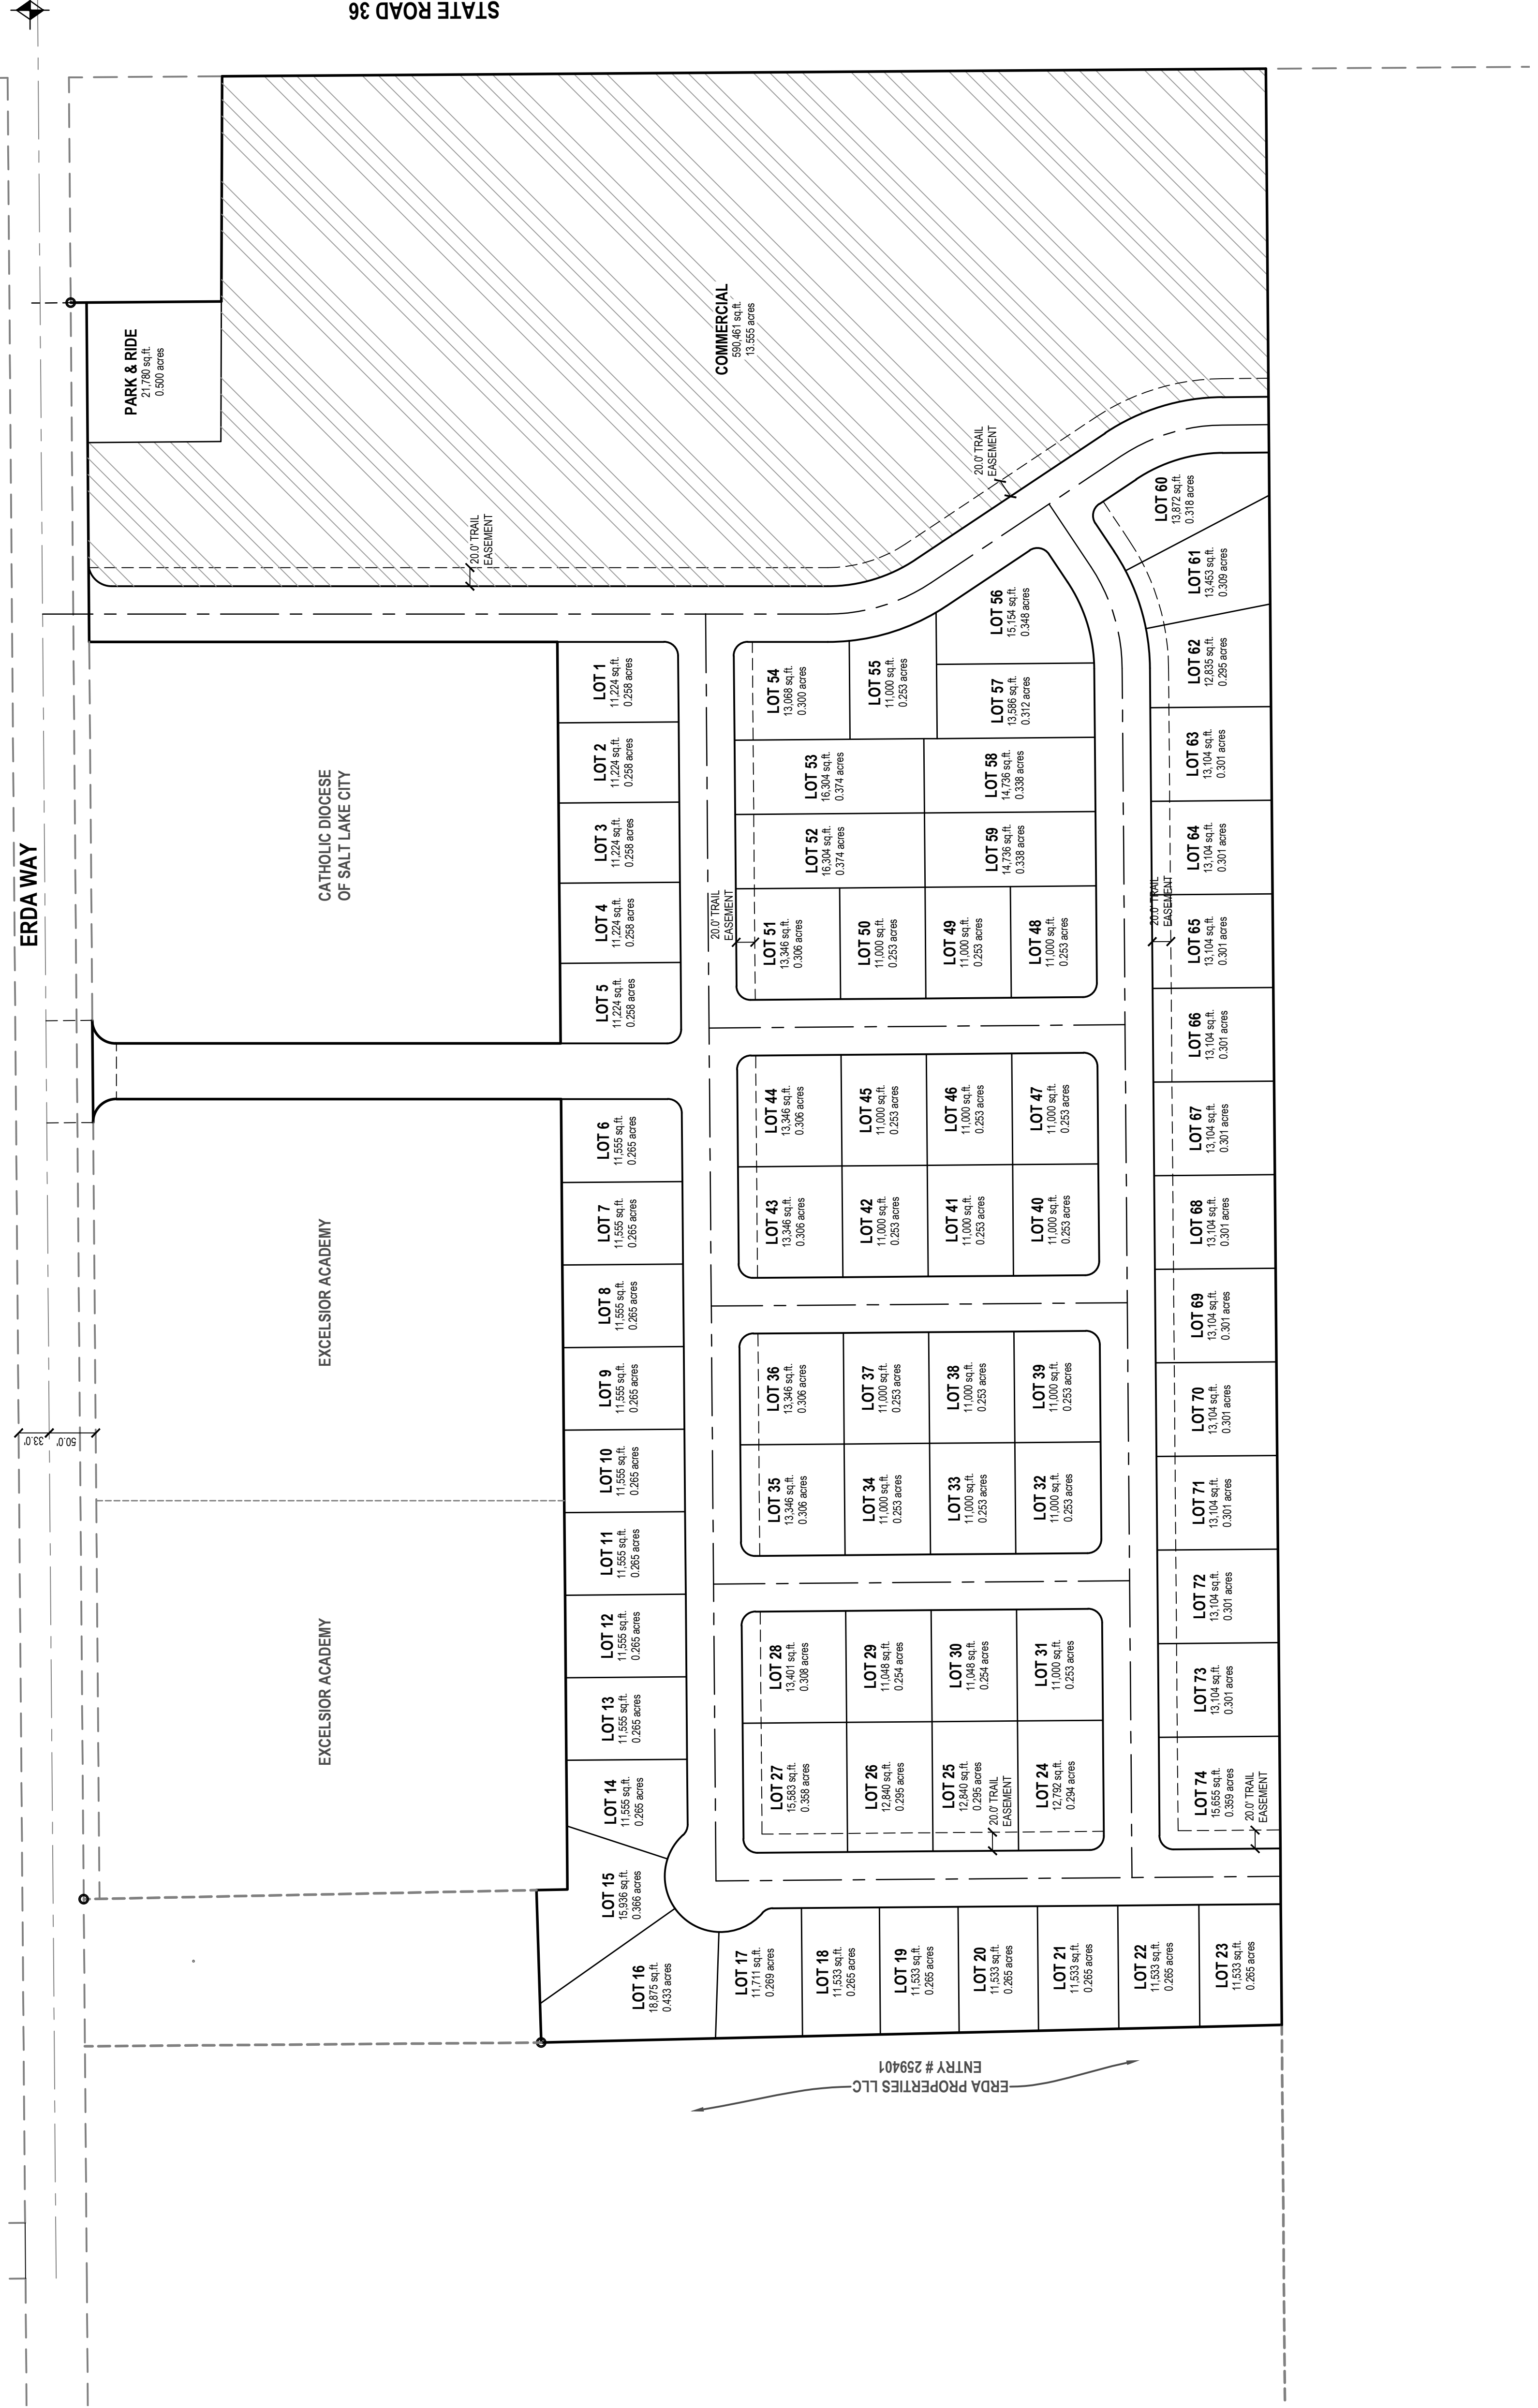 STATE ROAD 36
ERDA WAY
33.0'
50.0'
PARK & RIDE
21,780 sq.ft.
0.500 acres
COMMERCIAL
590,461 sq.ft.
13.555 acres
20.0' TRAIL
EASEMENT
20.0' TRAIL
EASEMENT
CATHOLIC DIOCESE
OF SALT LAKE CITY
EXCELSIOR ACADEMY
EXCELSIOR ACADEMY
LOT 1
11,224 sq.ft.
0.258 acres
LOT 2
11,224 sq.ft.
0.258 acres
LOT 3
11,224 sq.ft.
0.258 acres
LOT 4
11,224 sq.ft.
0.258 acres
LOT 5
11,224 sq.ft.
0.258 acres
LOT 6
11,555 sq.ft.
0.265 acres
LOT 7
11,555 sq.ft.
0.265 acres
LOT 8
11,555 sq.ft.
0.265 acres
LOT 9
11,555 sq.ft.
0.265 acres
LOT 10
11,555 sq.ft.
0.265 acres
LOT 11
11,555 sq.ft.
0.265 acres
LOT 12
11,555 sq.ft.
0.265 acres
LOT 13
11,555 sq.ft.
0.265 acres
LOT 14
11,555 sq.ft.
0.265 acres
LOT 15
15,936 sq.ft.
0.366 acres
LOT 16
18,875 sq.ft.
0.433 acres
LOT 17
11,711 sq.ft.
0.269 acres
LOT 18
11,533 sq.ft.
0.265 acres
LOT 19
11,533 sq.ft.
0.265 acres
LOT 20
11,533 sq.ft.
0.265 acres
LOT 21
11,533 sq.ft.
0.265 acres
LOT 22
11,533 sq.ft.
0.265 acres
LOT 23
11,533 sq.ft.
0.265 acres
LOT 24
12,792 sq.ft.
0.294 acres
LOT 25
12,840 sq.ft.
0.295 acres
20.0' TRAIL
EASEMENT
LOT 26
12,840 sq.ft.
0.295 acres
LOT 27
15,583 sq.ft.
0.358 acres
LOT 28
13,401 sq.ft.
0.308 acres
LOT 29
11,048 sq.ft.
0.254 acres
LOT 30
11,048 sq.ft.
0.254 acres
LOT 31
11,000 sq.ft.
0.253 acres
LOT 32
11,000 sq.ft.
0.253 acres
LOT 33
11,000 sq.ft.
0.253 acres
LOT 34
11,000 sq.ft.
0.253 acres
LOT 35
13,346 sq.ft.
0.306 acres
LOT 36
13,346 sq.ft.
0.306 acres
LOT 37
11,000 sq.ft.
0.253 acres
LOT 38
11,000 sq.ft.
0.253 acres
LOT 39
11,000 sq.ft.
0.253 acres
LOT 40
11,000 sq.ft.
0.253 acres
LOT 41
11,000 sq.ft.
0.253 acres
LOT 42
11,000 sq.ft.
0.253 acres
LOT 43
13,346 sq.ft.
0.306 acres
LOT 44
13,346 sq.ft.
0.306 acres
LOT 45
11,000 sq.ft.
0.253 acres
LOT 46
11,000 sq.ft.
0.253 acres
LOT 47
11,000 sq.ft.
0.253 acres
LOT 48
11,000 sq.ft.
0.253 acres
LOT 49
11,000 sq.ft.
0.253 acres
LOT 50
11,000 sq.ft.
0.253 acres
LOT 51
13,346 sq.ft.
0.306 acres
20.0' TRAIL
EASEMENT
LOT 52
16,304 sq.ft.
0.374 acres
LOT 53
16,304 sq.ft.
0.374 acres
LOT 54
13,068 sq.ft.
0.300 acres
LOT 55
11,000 sq.ft.
0.253 acres
LOT 56
15,154 sq.ft.
0.348 acres
LOT 57
13,586 sq.ft.
0.312 acres
LOT 58
14,736 sq.ft.
0.338 acres
LOT 59
14,736 sq.ft.
0.338 acres
LOT 60
13,872 sq.ft.
0.318 acres
LOT 61
13,453 sq.ft.
0.309 acres
LOT 62
12,835 sq.ft.
0.295 acres
LOT 63
13,104 sq.ft.
0.301 acres
LOT 64
13,104 sq.ft.
0.301 acres
20.0' TRAIL
EASEMENT
LOT 65
13,104 sq.ft.
0.301 acres
LOT 66
13,104 sq.ft.
0.301 acres
LOT 67
13,104 sq.ft.
0.301 acres
LOT 68
13,104 sq.ft.
0.301 acres
LOT 69
13,104 sq.ft.
0.301 acres
LOT 70
13,104 sq.ft.
0.301 acres
LOT 71
13,104 sq.ft.
0.301 acres
LOT 72
13,104 sq.ft.
0.301 acres
LOT 73
13,104 sq.ft.
0.301 acres
LOT 74
15,655 sq.ft.
0.359 acres
20.0' TRAIL
EASEMENT
ERDA PROPERTIES LLC
ENTRY # 259401